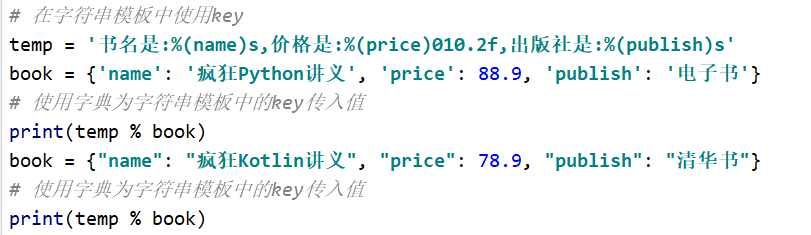 # 在字符串模板中使用key
temp = '书名是:%(name)s,价格是:%(price)010.2f,出版社是:%(publish)s'
book = {'name': '疯狂Python讲义', 'price': 88.9, 'publish': '电子书'}
# 使用字典为字符串模板中的key传入值
print(temp % book)
book = {"name": "疯狂Kotlin讲义", "price": 78.9, "publish": "清华书"}
# 使用字典为字符串模板中的key传入值
print(temp % book)